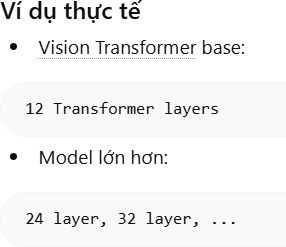 Ví dụ thực tế
• Vision Transformer base:
12 Transformer layers
• Model lớn hơn:
24 layer, 32 layer, ...